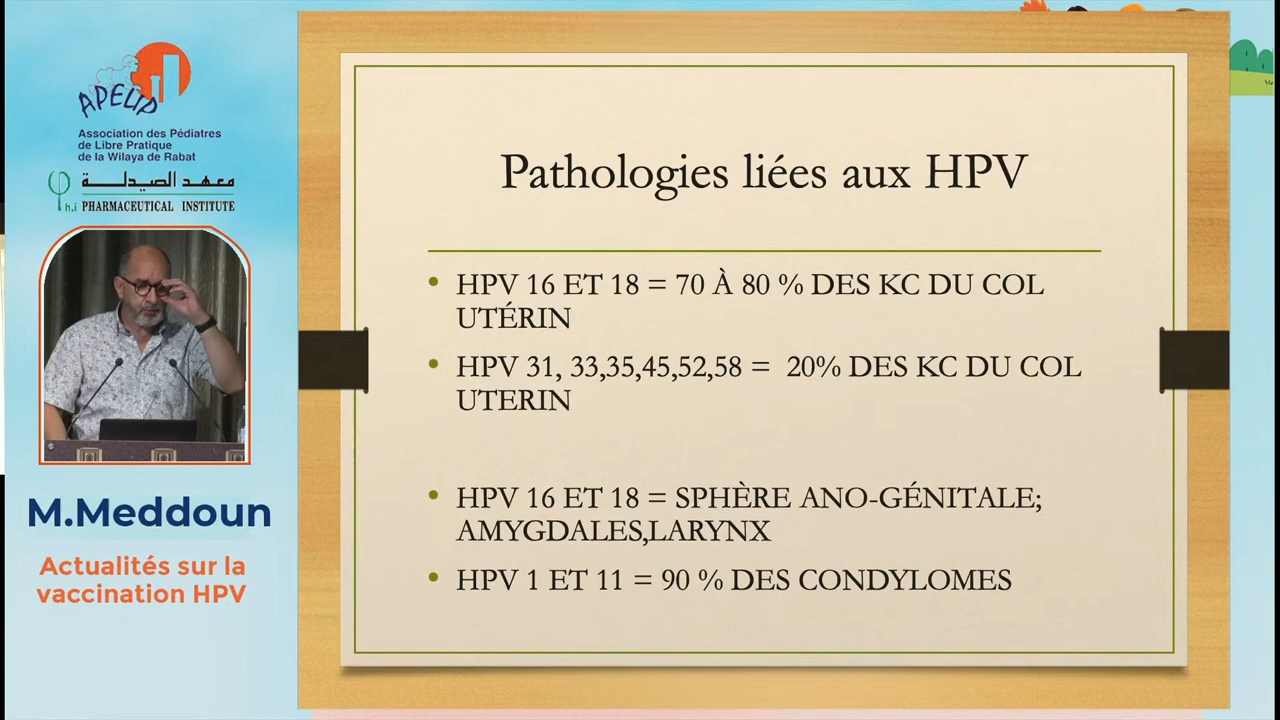 APELIP
Association des Pédiatres
de Libre Pratique
de la Wilaya de Rabat
معهد الصيدلة
h.i PHARMACEUTICAL INSTITUTE
M.Meddoun
Actualités sur la
vaccination HPV
Pathologies liées aux HPV
• HPV 16 ET 18 = 70 À 80 % DES KC DU COL
UTÉRIN
• HPV 31, 33,35,45,52,58 = 20% DES KC DU COL
UTERIN
• HPV 16 ET 18 = SPHÈRE ANO-GÉNITALE;
AMYGDALES,LARYNX
• HPV 1 ET 11 = 90 % DES CONDYLOMES